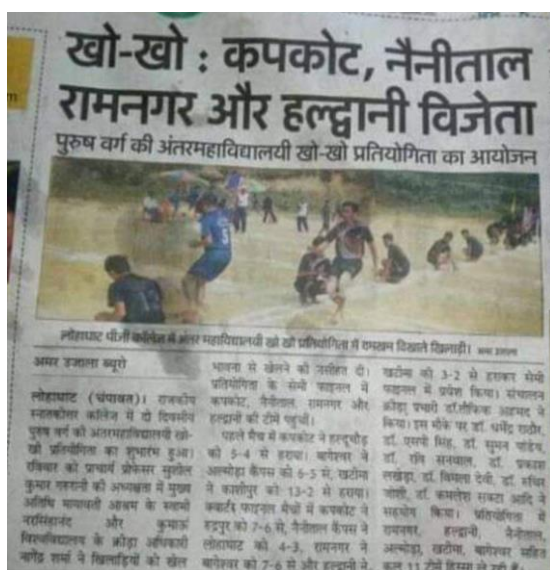 खो-खो : कपकोट, नैनीताल
रामनगर और हल्द्वानी विजेता
पुरुष वर्ग की अंतरमहाविद्यालयी खो-खो प्रतियोगिता का आयोजन
लोहाघाट पीजी कॉलेज में अंतर महाविद्यालयी खो खो प्रतियोगिता में दमखम दिखाते खिलाड़ी। अमर उजाला
अमर उजाला ब्यूरो
लोहाघाट (चंपावत)। राजकीय
स्नातकोत्तर कॉलेज में दो दिवसीय
पुरुष वर्ग की अंतरमहाविद्यालयी खो-
खो प्रतियोगिता का शुभारंभ हुआ।
रविवार को प्राचार्य प्रोफेसर सुशील
कुमार की अध्यक्षता में मुख्य
अतिथि मायावती आश्रम के स्वामी
नरसिंहानंद और कुमाऊं
विश्वविद्यालय के क्रीड़ा अधिकारी
नागेंद्र शर्मा ने खिलाड़ियों को खेल
भावना से खेलने की नसीहत दी।
प्रतियोगिता के सेमी फाइनल में
कपकोट, नैनीताल, रामनगर और
हल्द्वानी की टीमें पहुंचीं।
पहले मैच में कपकोट ने हल्दूचौड़
को 5-4 से हराया। बागेश्वर ने
अल्मोड़ा कैंपस को 6-5 से, खटीमा
ने काशीपुर को 13-2 से हराया।
क्वार्टर फाइनल मैचों में कपकोट ने
रुद्रपुर को 7-6 से, नैनीताल कैंपस ने
लोहाघाट को 4-3, रामनगर ने
बागेश्वर को 7-6 से और हल्द्वानी ने
खटीमा को 3-2 से हराकर सेमी
फाइनल में प्रवेश किया। संचालन
क्रीड़ा प्रभारी डॉ. अहमद ने
किया। इस मौके पर डॉ. धर्मेंद्र राठौर,
डॉ. एसपी सिंह, डॉ. सुमन पांडेय,
डॉ. रवि सनवाल, डॉ. प्रकाश
लखेड़ा, डॉ. विमला देवी, डॉ. रुचिर
जोशी, डॉ. कमलेश सक्टा आदि ने
सहयोग किया। प्रतियोगिता में
रामनगर, हल्द्वानी, नैनीताल,
अल्मोड़ा, खटीमा, बागेश्वर सहित
कुल 11 टीमें हिस्सा ले रही हैं।